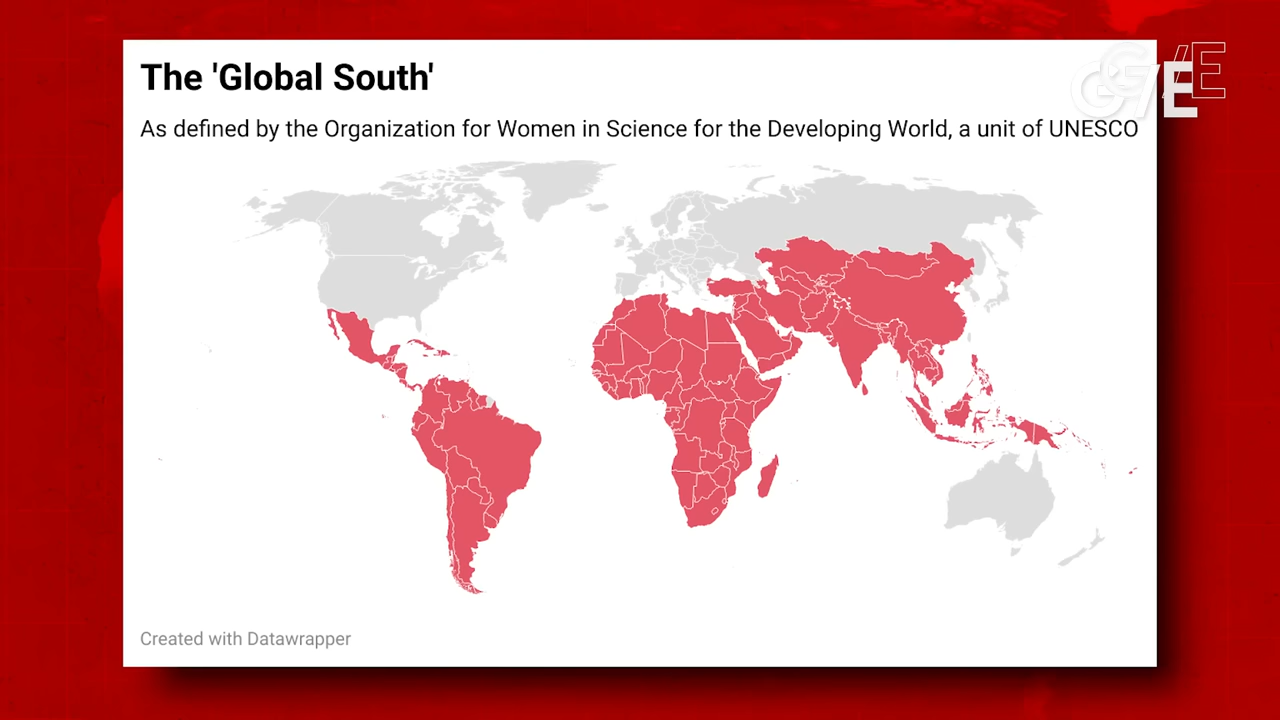 The 'Global South'
As defined by the Organization for Women in Science for the Developing World, a unit of UNESCO
Created with Datawrapper